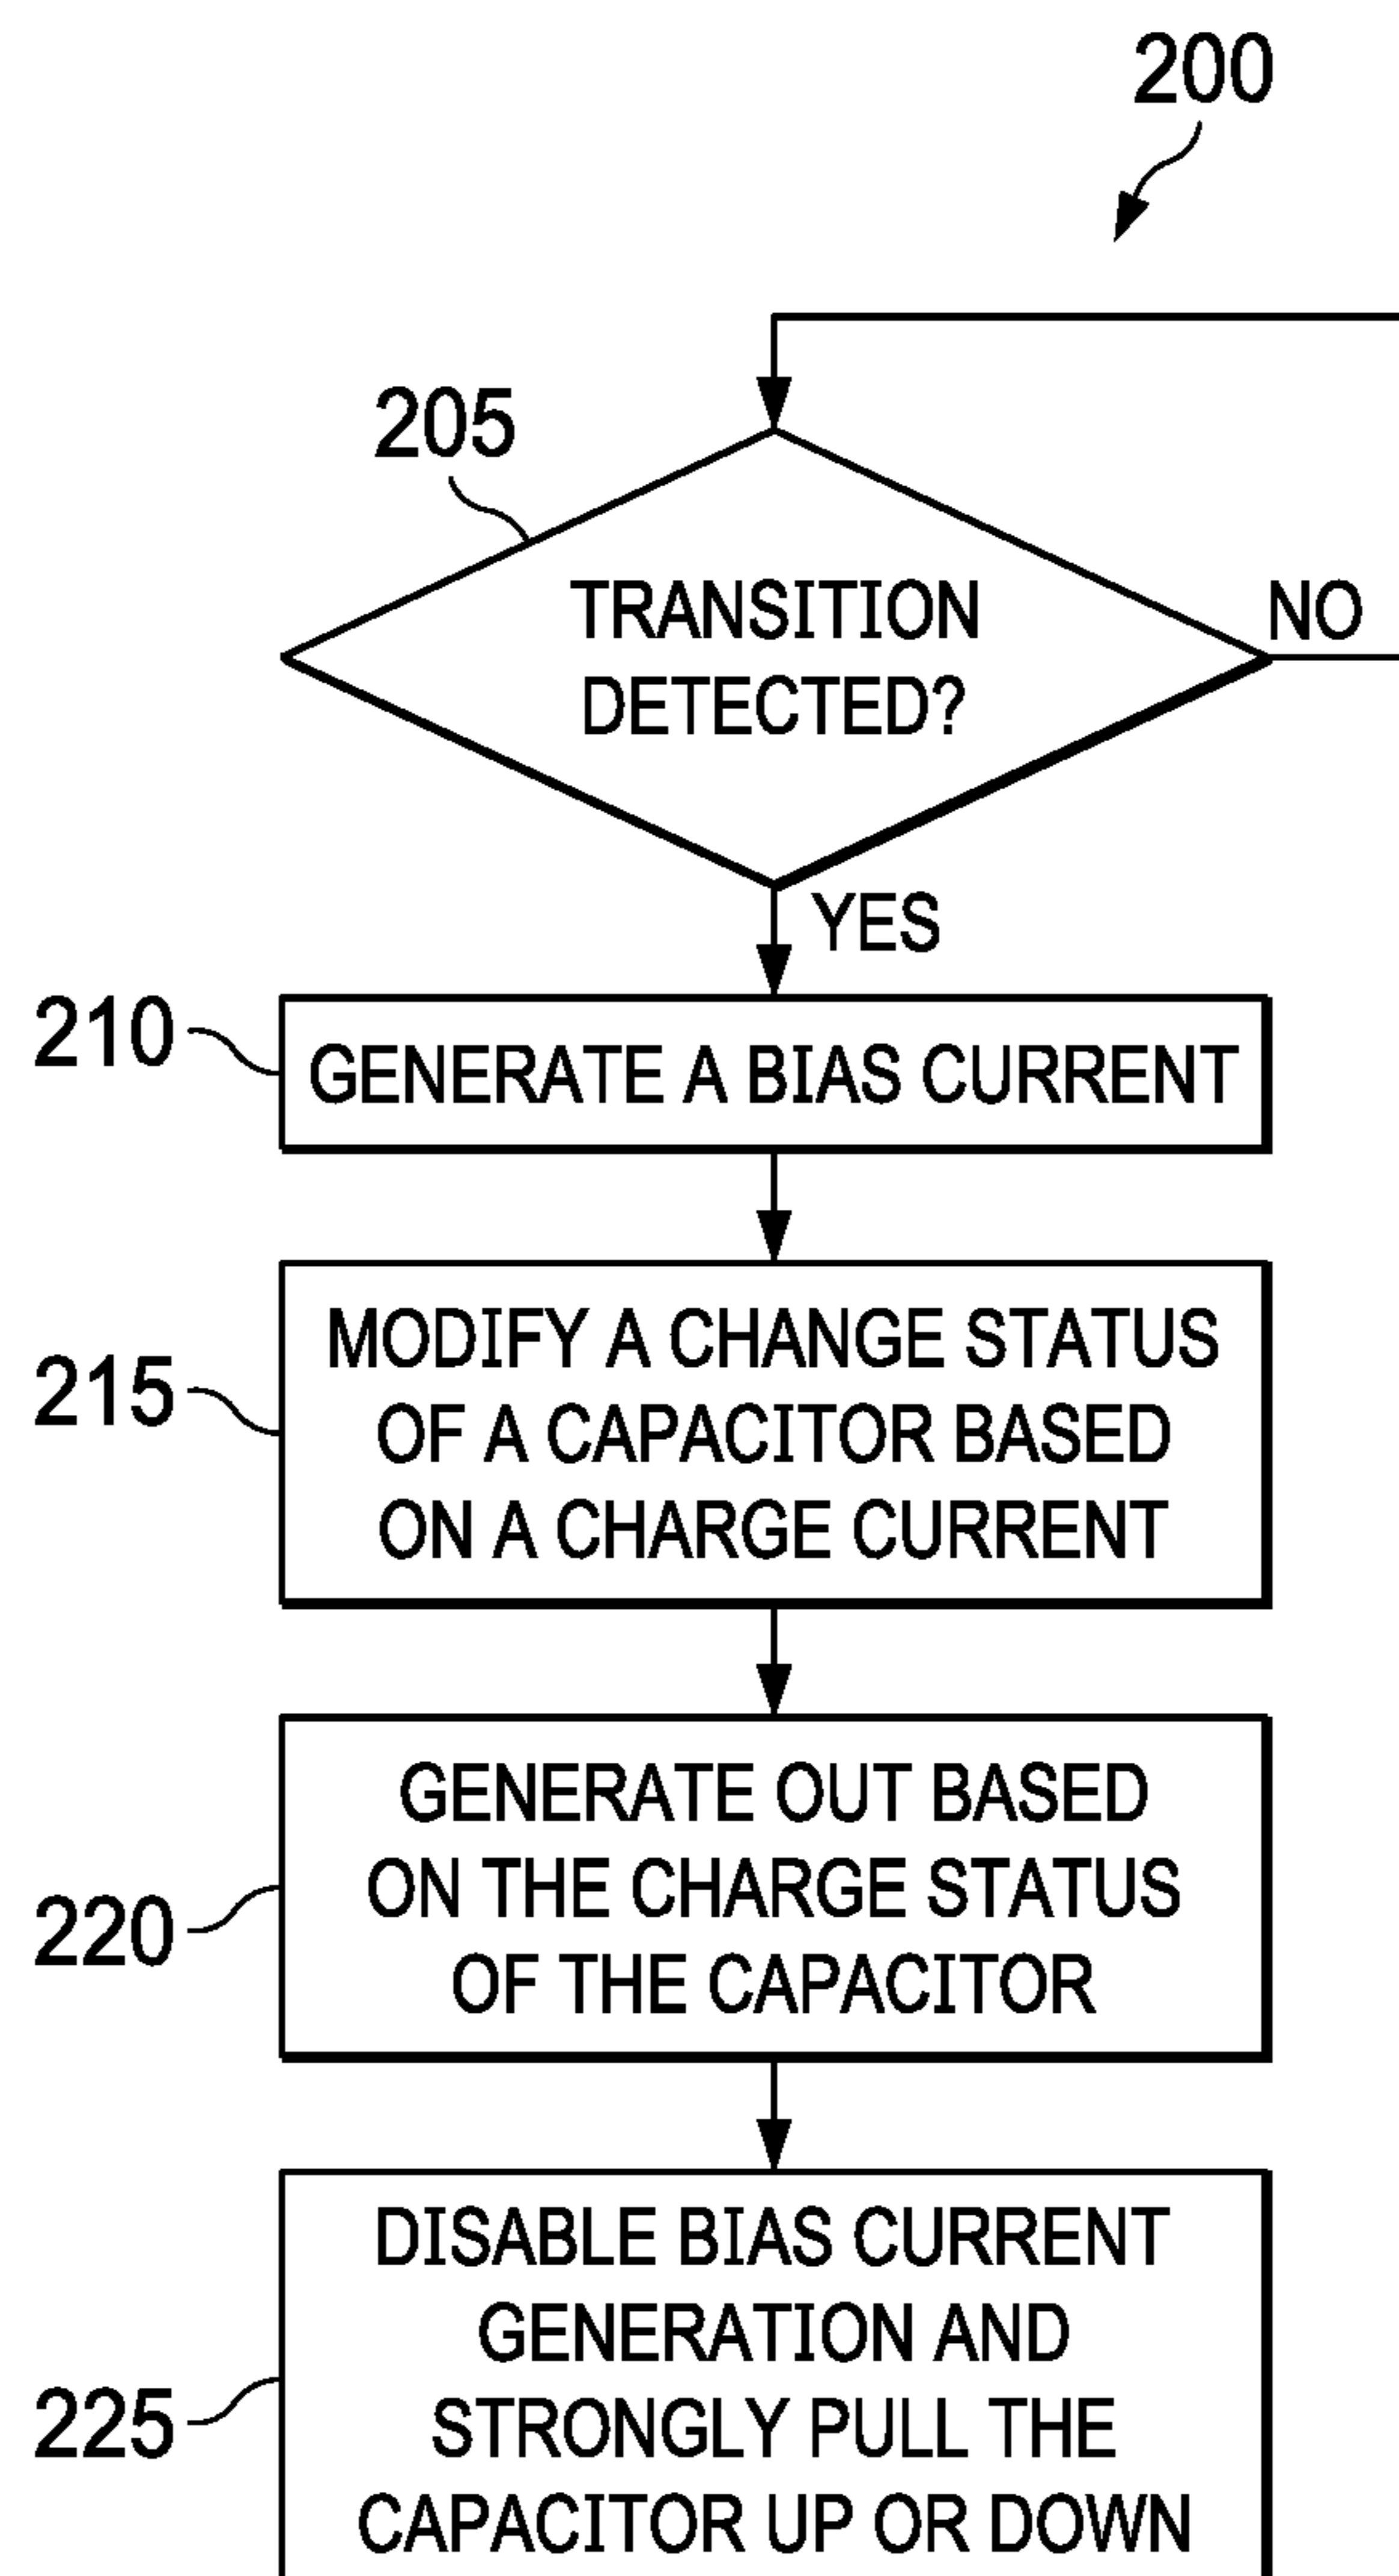 200
205
TRANSITION
DETECTED?
NO
YES
210
GENERATE A BIAS CURRENT
215
MODIFY A CHANGE STATUS
OF A CAPACITOR BASED
ON A CHARGE CURRENT
220
GENERATE OUT BASED
ON THE CHARGE STATUS
OF THE CAPACITOR
225
DISABLE BIAS CURRENT
GENERATION AND
STRONGLY PULL THE
CAPACITOR UP OR DOWN